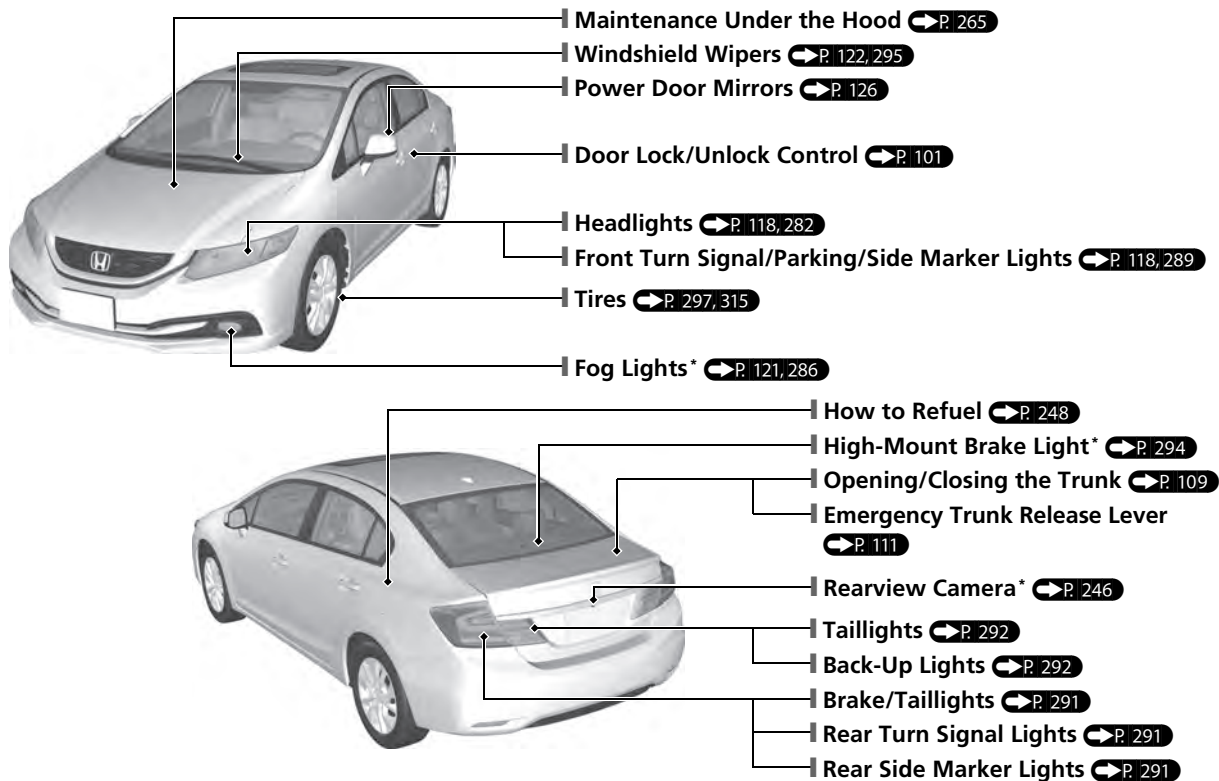 Maintenance Under the Hood P. 265
Windshield Wipers P. 122, 295
Power Door Mirrors P. 126
Door Lock/Unlock Control P. 101
Headlights P. 118, 282
Front Turn Signal/Parking/Side Marker Lights P. 118, 289
Tires P. 297, 315
Fog Lights* P. 121, 286
How to Refuel P. 248
High-Mount Brake Light* P. 294
Opening/Closing the Trunk P. 109
Emergency Trunk Release Lever
P. 111
Rearview Camera* P. 246
Taillights P. 292
Back-Up Lights P. 292
Brake/Taillights P. 291
Rear Turn Signal Lights P. 291
Rear Side Marker Lights P. 291